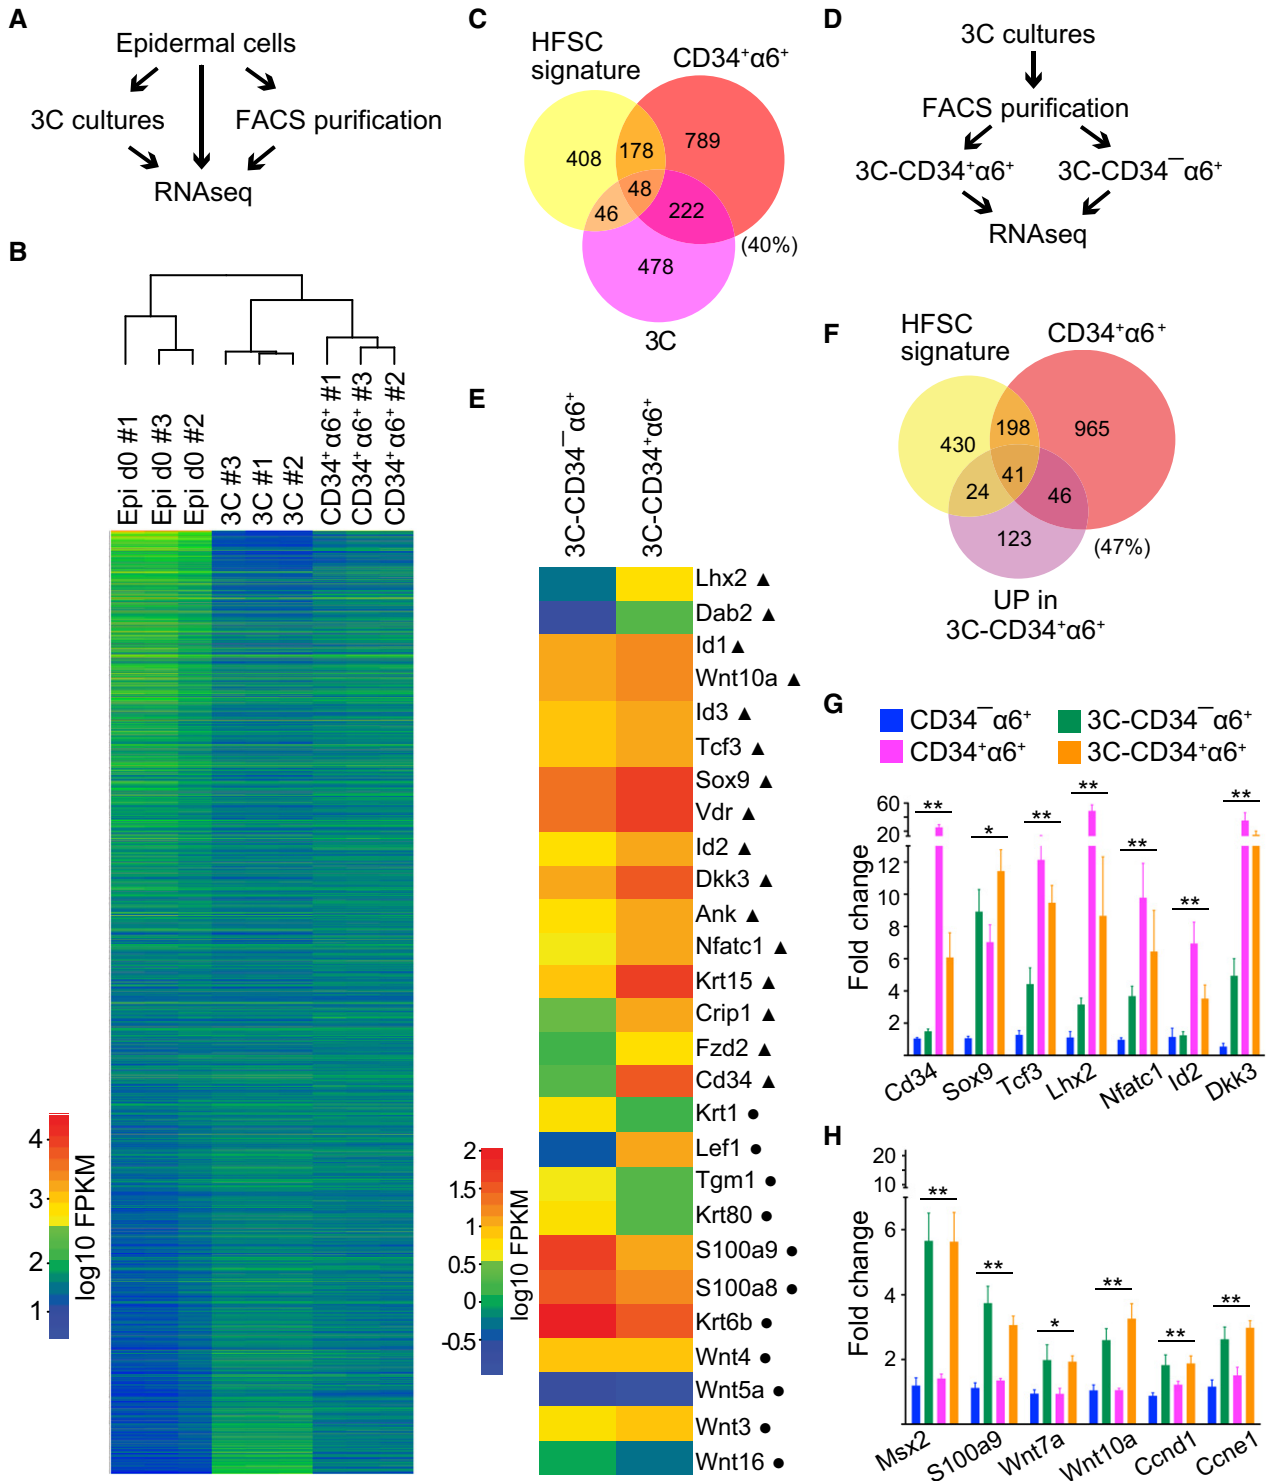 A
Epidermal cells
3C cultures
FACS purification
RNAseq
B
Epi d0 #1
Epi d0 #3
Epi d0 #2
3C #3
3C #1
3C #2
CD34⁺α6⁺ #1
CD34⁺α6⁺ #3
CD34⁺α6⁺ #2
4
3
2
1
log10 FPKM
C
HFSC
signature
CD34⁺α6⁺
408
178
789
48
46
222
(40%)
478
3C
D
3C cultures
FACS purification
3C-CD34⁺α6⁺
3C-CD34⁻α6⁺
RNAseq
E
3C-CD34⁻α6⁺
3C-CD34⁺α6⁺
Lhx2 ▲
Dab2 ▲
Id1 ▲
Wnt10a ▲
Id3 ▲
Tcf3 ▲
Sox9 ▲
Vdr ▲
Id2 ▲
Dkk3 ▲
Ank ▲
Nfatc1 ▲
Krt15 ▲
Crip1 ▲
Fzd2 ▲
Cd34 ▲
Krt1 ●
Lef1 ●
Tgm1 ●
Krt80 ●
S100a9 ●
S100a8 ●
Krt6b ●
Wnt4 ●
Wnt5a ●
Wnt3 ●
Wnt16 ●
2
1.5
1
0.5
0
-0.5
log10 FPKM
F
HFSC
signature
CD34⁺α6⁺
430
198
965
41
24
46
123
(47%)
UP in
3C-CD34⁺α6⁺
G
CD34⁻α6⁺
3C-CD34⁻α6⁺
CD34⁺α6⁺
3C-CD34⁺α6⁺
60
20
12
10
8
6
4
2
Fold change
**
*
**
**
**
**
**
Cd34
Sox9
Tcf3
Lhx2
Nfatc1
Id2
Dkk3
H
20
10
6
4
2
Fold change
**
**
*
**
**
**
Msx2
S100a9
Wnt7a
Wnt10a
Ccnd1
Ccne1